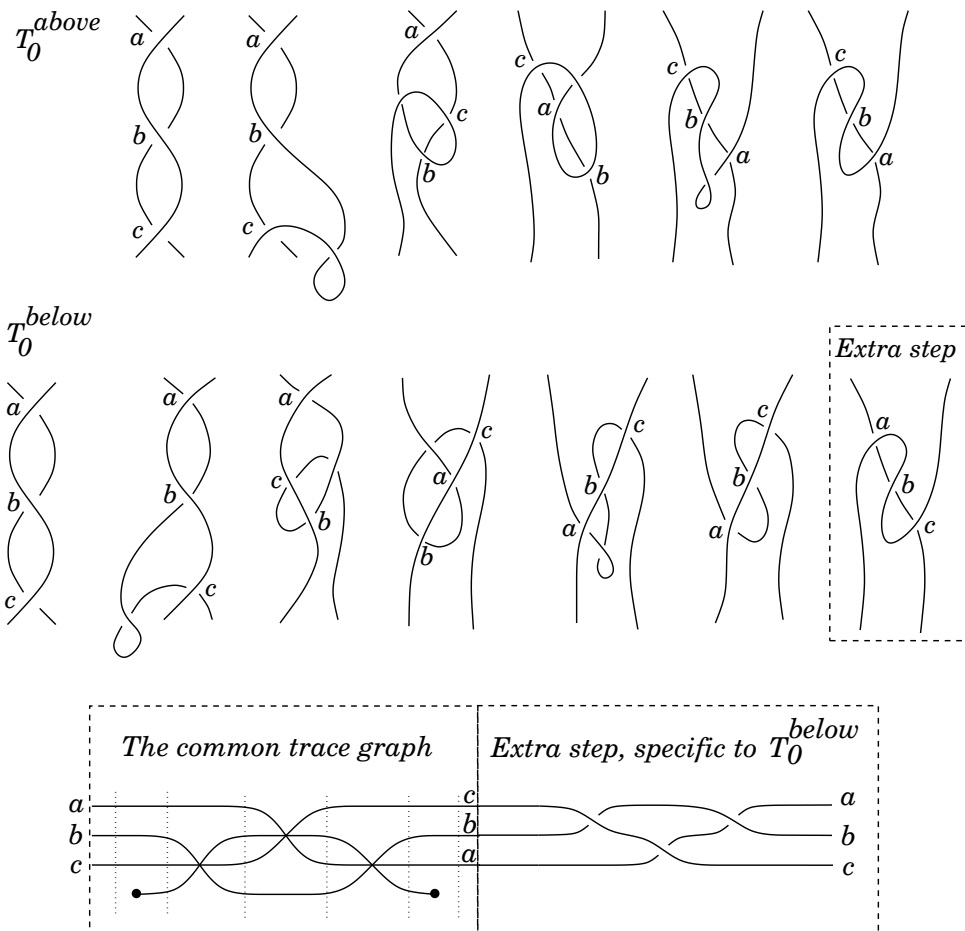 T_0^above
a a a c c c
b b c a b b
c c b b a a
T_0^below
Extra step
a a a c c c a
b b c a b b b
c c b b a a c
The common trace graph
Extra step, specific to T_0^below
a c a
b b b
c a c